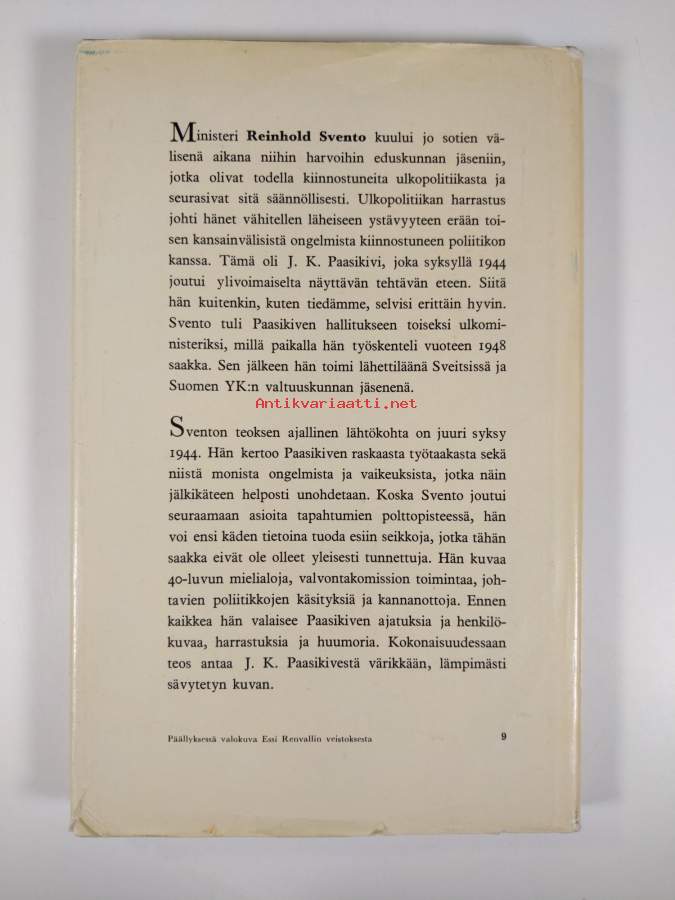 Ministeri Reinhold Svento kuului jo sotien vä-
lisenä aikana niihin harvoihin eduskunnan jäseniin,
jotka olivat todella kiinnostuneita ulkopolitiikasta ja
seurasivat sitä säännöllisesti. Ulkopolitiikan harrastus
johti hänet vähitellen läheiseen ystävyyteen erään toi-
sen kansainvälisistä ongelmista kiinnostuneen poliitikon
kanssa. Tämä oli J. K. Paasikivi, joka syksyllä 1944
joutui ylivoimaiselta näyttävän tehtävän eteen. Siitä
hän kuitenkin, kuten tiedämme, selvisi erittäin hyvin.
Svento tuli Paasikiven hallitukseen toiseksi ulkomi-
nisteriksi, millä paikalla hän työskenteli vuoteen 1948
saakka. Sen jälkeen hän toimi lähettiläänä Sveitsissä ja
Suomen YK:n valtuuskunnan jäsenenä.
Antikvariaatti.net
Sventon teoksen ajallinen lähtökohta on juuri syksy
1944. Hän kertoo Paasikiven raskaasta työtaakasta sekä
niistä monista ongelmista ja vaikeuksista, jotka näin
jälkikäteen helposti unohdetaan. Koska Svento joutui
seuraamaan asioita tapahtumien polttopisteessä, hän
voi ensi käden tietoina tuoda esiin seikkoja, jotka tähän
saakka eivät ole olleet yleisesti tunnettuja. Hän kuvaa
40-luvun mielialoja, valvontakomission toimintaa, joh-
tavien poliitikkojen käsityksiä ja kannanottoja. Ennen
kaikkea hän valaisee Paasikiven ajatuksia ja henkilö-
kuvaa, harrastuksia ja huumoria. Kokonaisuudessaan
teos antaa J. K. Paasikivestä värikkään, lämpimästi
sävytetyn kuvan.
Päällyksessä valokuva Essi Renvallin veistoksesta 9